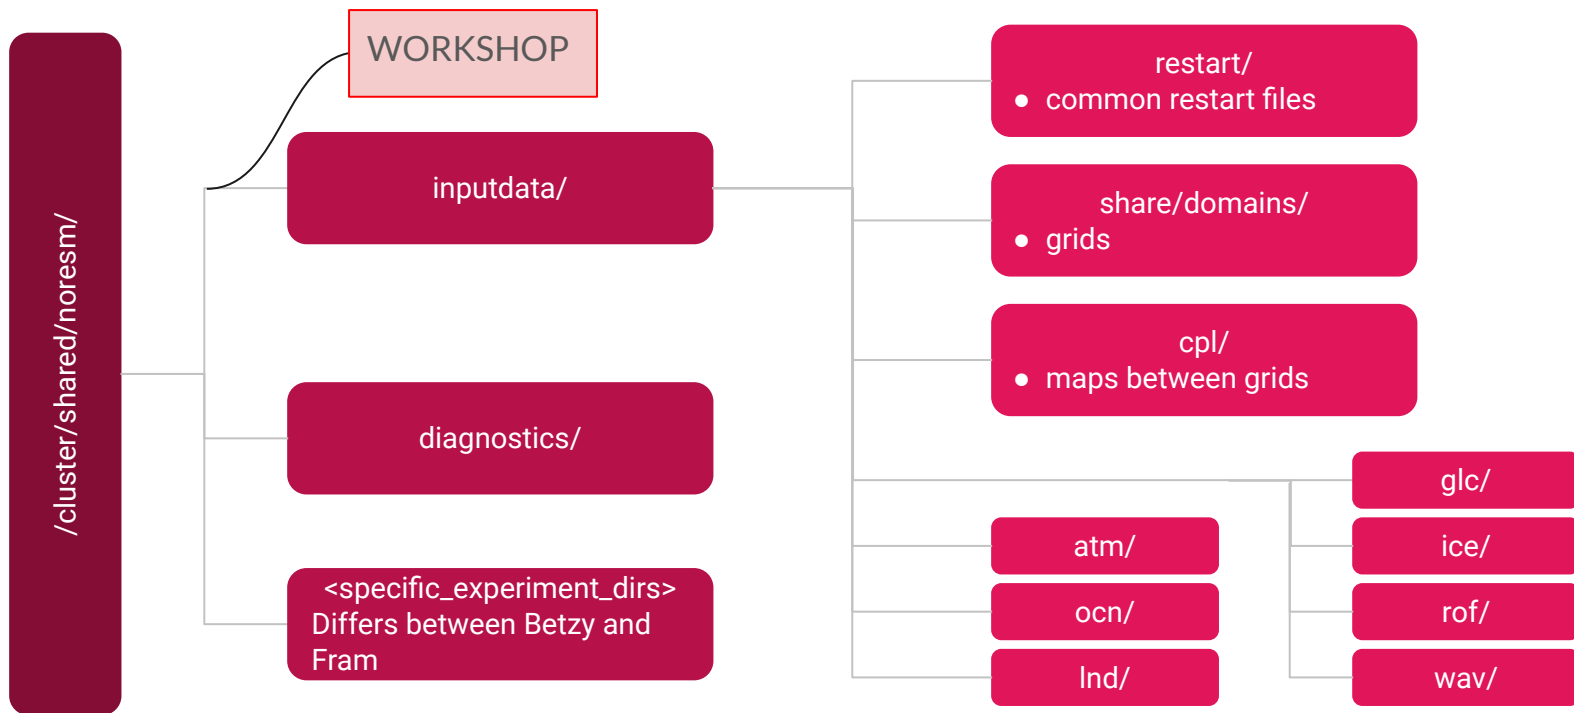 /cluster/shared/noresm/
WORKSHOP
inputdata/
diagnostics/
<specific_experiment_dirs>
Differs between Betzy and
Fram
restart/
● common restart files
share/domains/
● grids
cpl/
● maps between grids
atm/
ocn/
lnd/
glc/
ice/
rof/
wav/